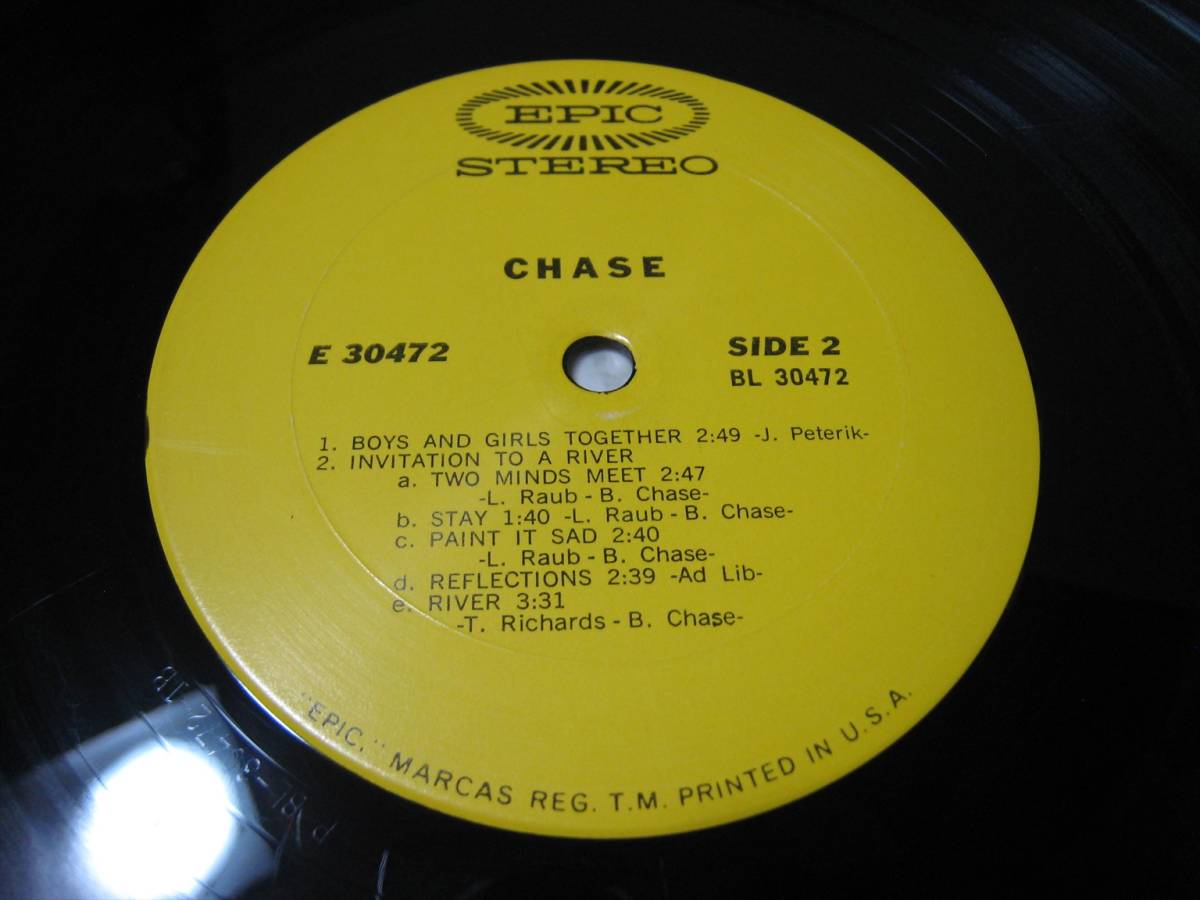 EPIC
STEREO
CHASE
E 30472
SIDE 2
BL 30472
1. BOYS AND GIRLS TOGETHER 2:49 -J. Peterik-
2. INVITATION TO A RIVER
a. TWO MINDS MEET 2:47
-L. Raub - B. Chase-
b. STAY 1:40 -L. Raub - B. Chase-
c. PAINT IT SAD 2:40
-L. Raub - B. Chase-
d. REFLECTIONS 2:39 -Ad Lib-
e. RIVER 3:31
-T. Richards - B. Chase-
"EPIC," MARCAS REG. T.M. PRINTED IN U.S.A.